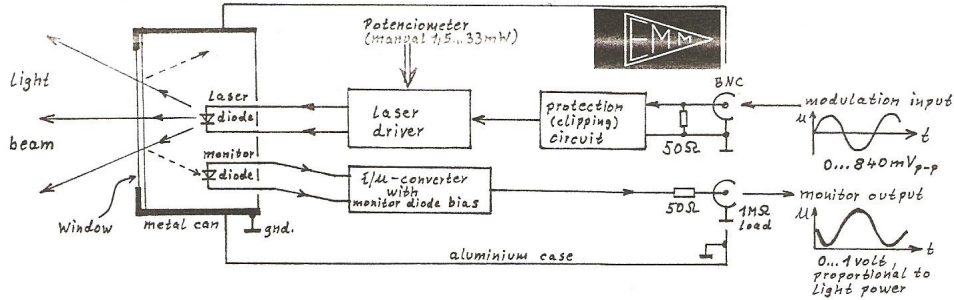 Potenciometer
(manual 1,5...33mW)
EMM
BNC
light
beam
Laser
diode
Laser
driver
protection
(clipping)
circuit
50Ω
modulation input
u
t
0...840mVp-p
monitor
diode
I/u-converter
with
monitor diode bias
50Ω
1MΩ
load
monitor output
u
t
0...1volt,
proportional to
light power
Window
metal can
gnd.
aluminium case